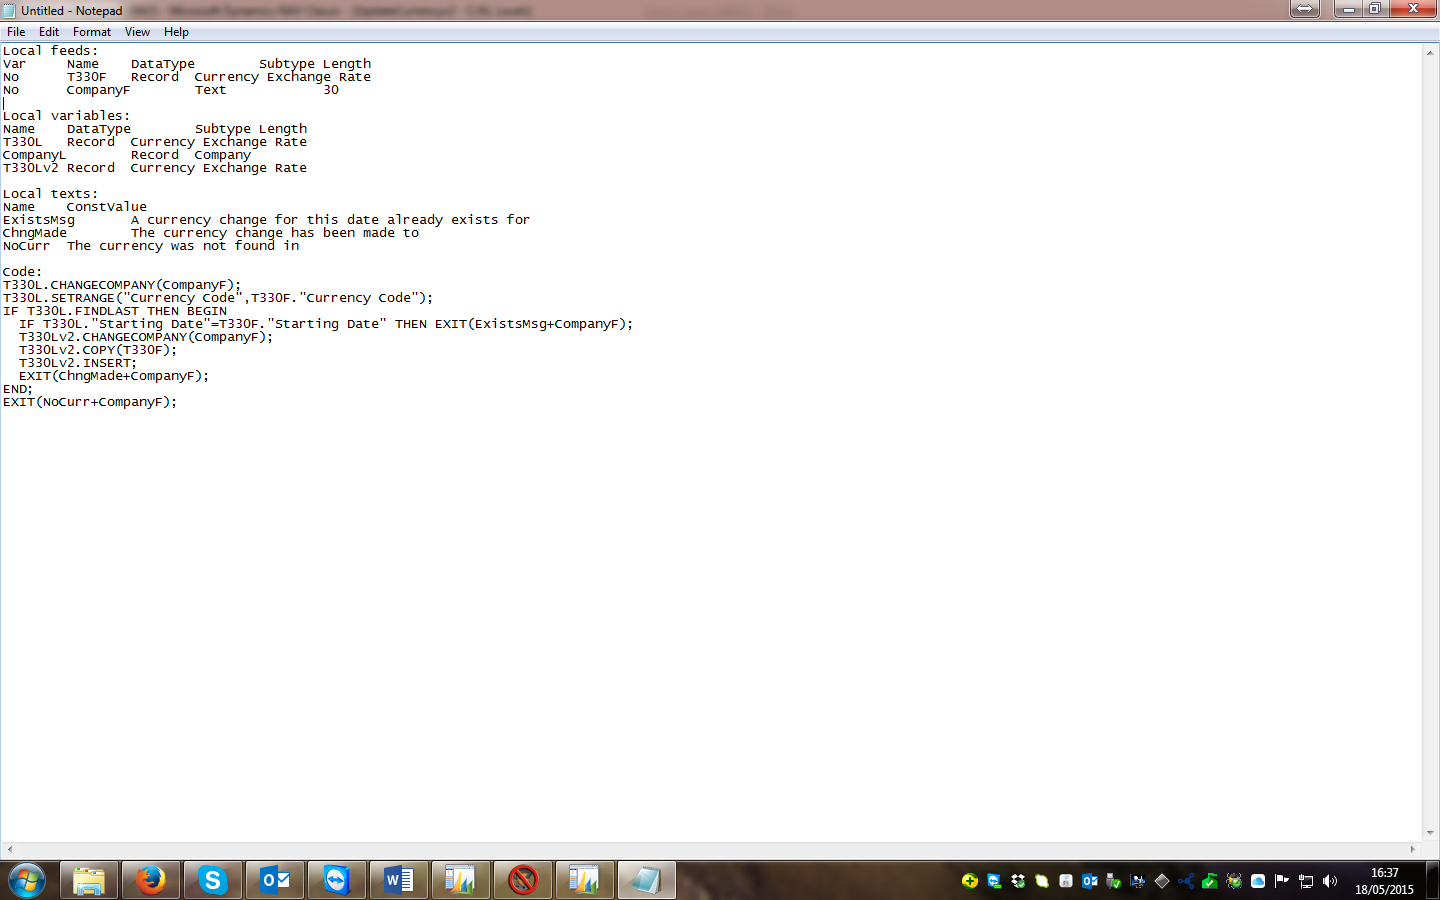 Untitled - Notepad
File Edit Format View Help
Local feeds:
Var Name DataType Subtype Length
No T330F Record Currency Exchange Rate
No CompanyF Text 30
Local variables:
Name DataType Subtype Length
T330L Record Currency Exchange Rate
CompanyL Record Company
T330Lv2 Record Currency Exchange Rate
Local texts:
Name ConstValue
ExistsMsg A currency change for this date already exists for
ChngMade The currency change has been made to
NoCurr The currency was not found in
Code:
T330L.CHANGECOMPANY(CompanyF);
T330L.SETRANGE("Currency Code",T330F."Currency Code");
IF T330L.FINDLAST THEN BEGIN
  IF T330L."Starting Date"=T330F."Starting Date" THEN EXIT(ExistsMsg+CompanyF);
  T330Lv2.CHANGECOMPANY(CompanyF);
  T330Lv2.COPY(T330F);
  T330Lv2.INSERT;
  EXIT(ChngMade+CompanyF);
END;
EXIT(NoCurr+CompanyF);
16:37
18/05/2015